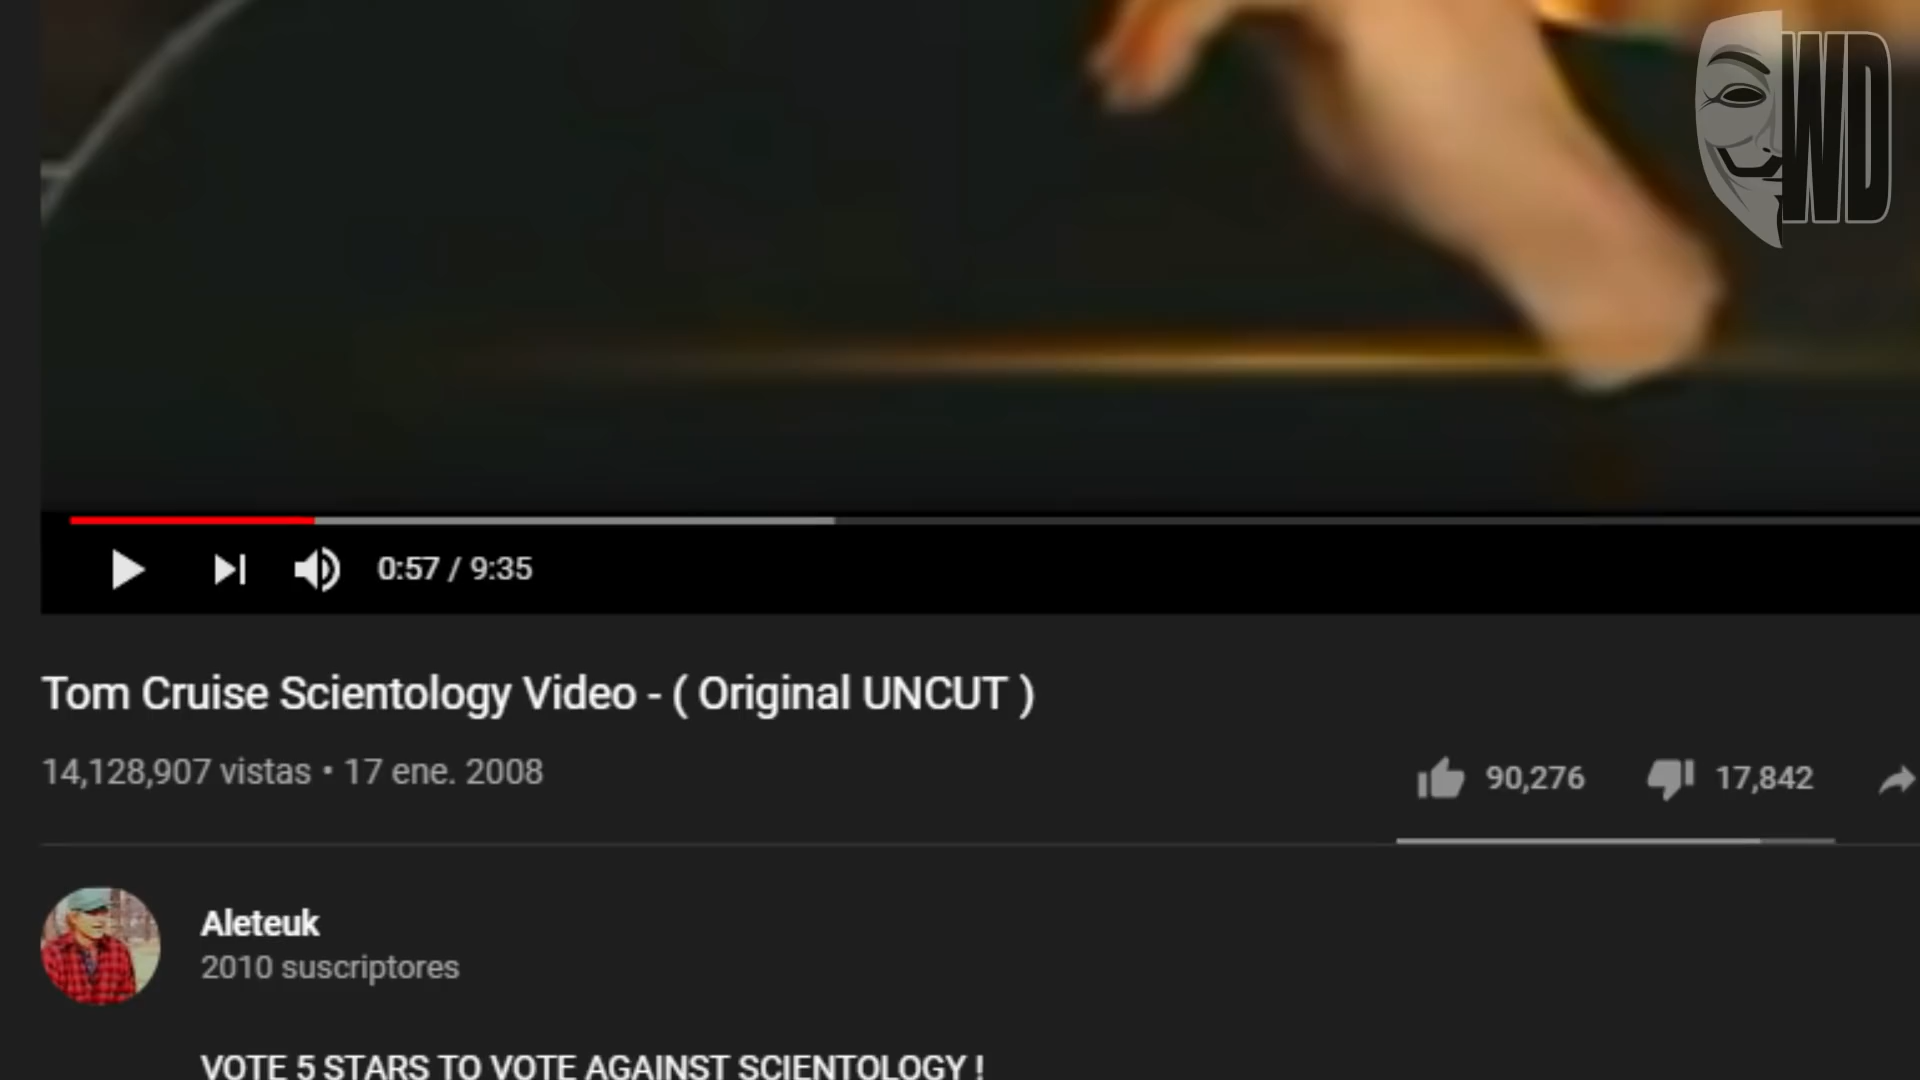 WD
0:57 / 9:35
Tom Cruise Scientology Video - ( Original UNCUT )
14,128,907 vistas • 17 ene. 2008
90,276
17,842
Aleteuk
2010 suscriptores
VOTE 5 STARS TO VOTE AGAINST SCIENTOLOGY !